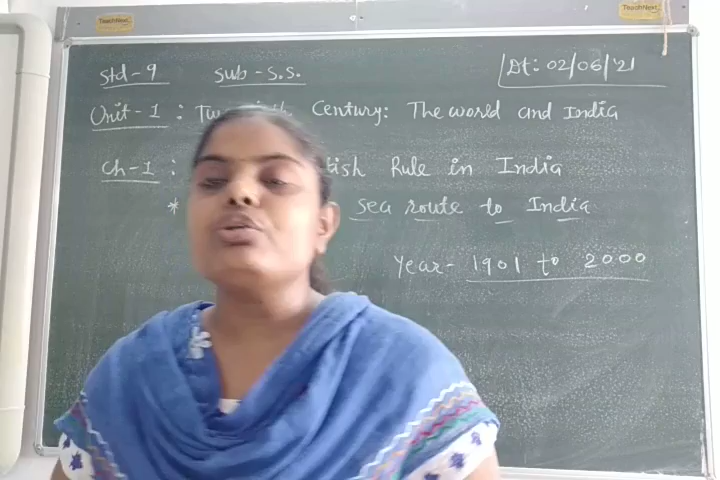 TeachNext
TeachNext
Std - 9 Sub - S.S. Dt: 02/06/'21
Unit - 1 : Century: The world and India
Ch - 1 : Rule in India
* sea route to India
Year - 1901 to 2000